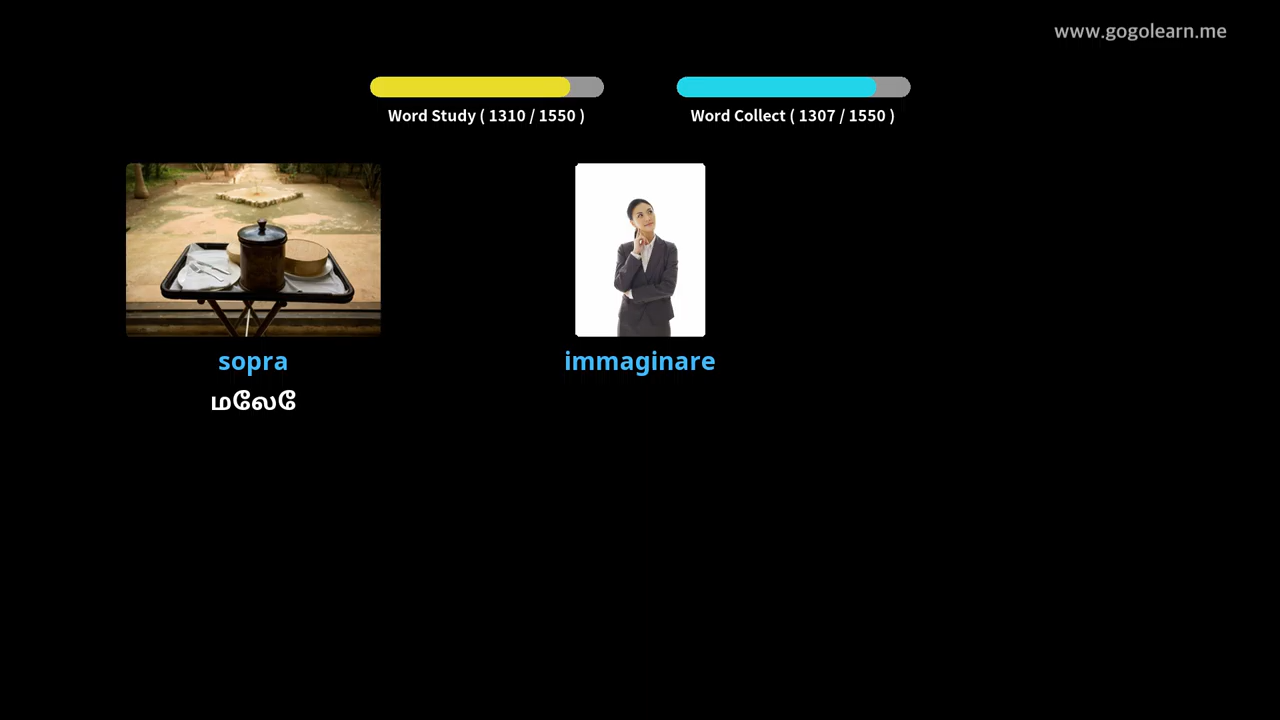 www.gogolearn.me
Word Study ( 1310 / 1550 )
Word Collect ( 1307 / 1550 )
sopra
மலேே
immaginare